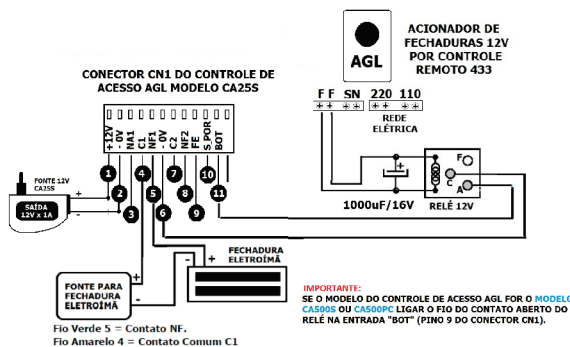 ACIONADOR DE
FECHADURAS 12V
POR CONTROLE
REMOTO 433
AGL
CONECTOR CN1 DO CONTROLE DE
ACESSO AGL MODELO CA25S
F F SN 220 110
REDE
ELÉTRICA
+12V
- 0V
NA1
C1
NF1
- 0V
C2
NF2
FE
S_POR
BOT
1
2
3
4
5
6
7
8
9
10
11
FONTE 12V
CA25S
SAÍDA
12V x 1A
+
-
+
1000uF/16V
F
C
A
RELÉ 12V
FECHADURA
ELETROÍMÃ
- +
FONTE PARA
FECHADURA
ELETROÍMÃ
+
-
Fio Verde 5 = Contato NF.
Fio Amarelo 4 = Contato Comum C1
IMPORTANTE:
SE O MODELO DO CONTROLE DE ACESSO AGL FOR O MODELO
CA500S OU CA500PC LIGAR O FIO DO CONTATO ABERTO DO
RELÉ NA ENTRADA "BOT" (PINO 9 DO CONECTOR CN1).